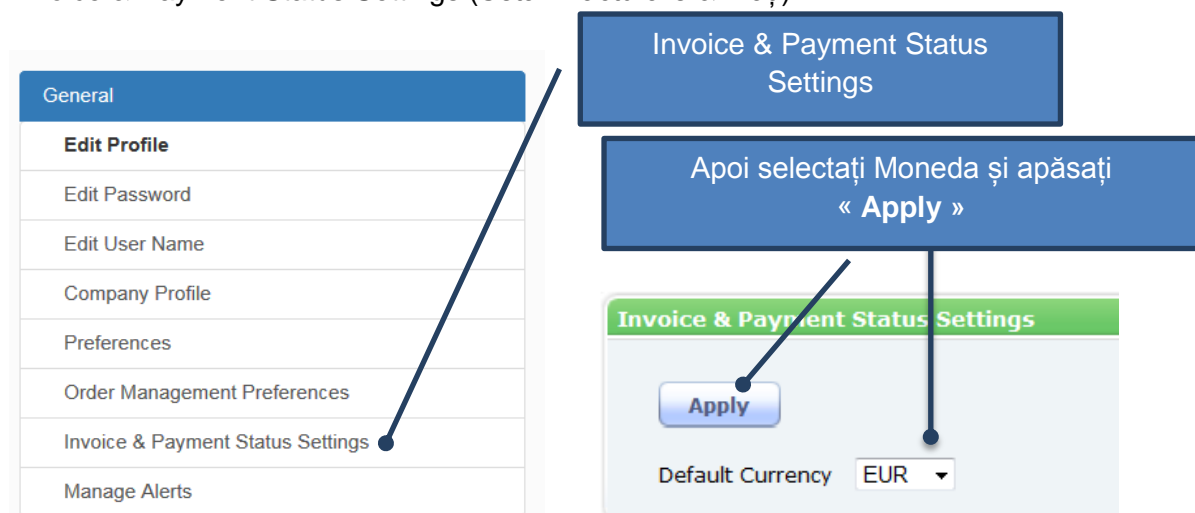 Invoice & Payment Status
Settings
General
Edit Profile
Edit Password
Edit User Name
Company Profile
Preferences
Order Management Preferences
Invoice & Payment Status Settings
Manage Alerts
Apoi selectați Moneda și apăsați
« Apply »
Invoice & Payment Status Settings
Apply
Default Currency EUR